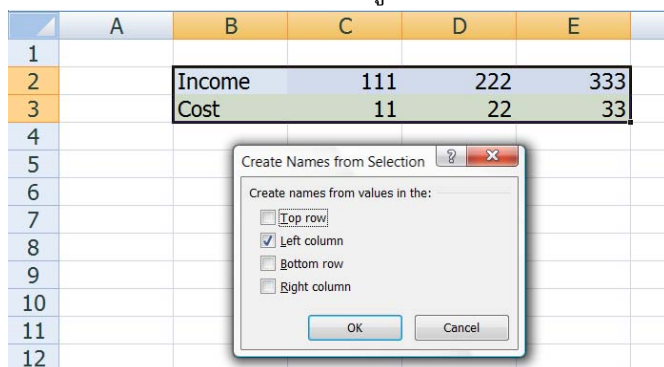 A B C D E
1
2 Income 111 222 333
3 Cost 11 22 33
4
5
6
7
8
9
10
11
12
Create Names from Selection
Create names from values in the:
Top row
Left column
Bottom row
Right column
OK Cancel